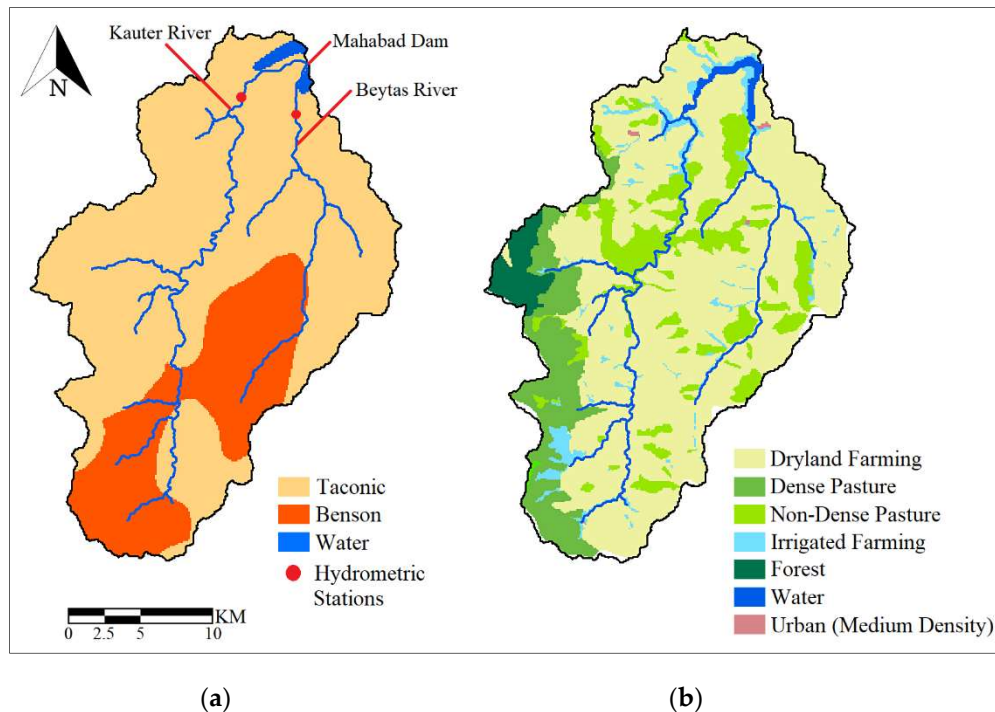 Kauter River
Mahabad Dam
Beytas River
N
Taconic
Benson
Water
Hydrometric
Stations
KM
0 2.5 5 10
Dryland Farming
Dense Pasture
Non-Dense Pasture
Irrigated Farming
Forest
Water
Urban (Medium Density)
(a)
(b)